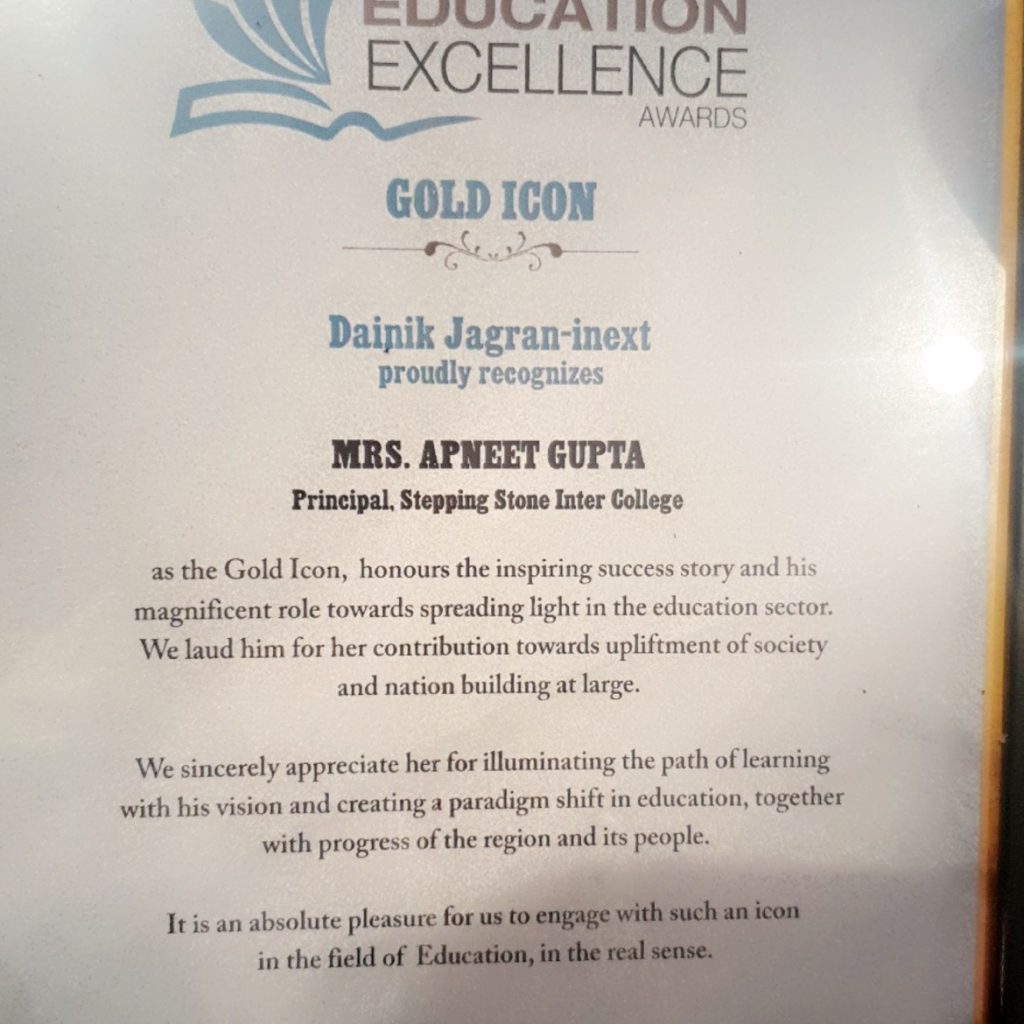 EDUCATION
EXCELLENCE
AWARDS
GOLD ICON
Dainik Jagran-inext
proudly recognizes
MRS. APNEET GUPTA
Principal, Stepping Stone Inter College
as the Gold Icon, honours the inspiring success story and his
magnificent role towards spreading light in the education sector.
We laud him for her contribution towards upliftment of society
and nation building at large.
We sincerely appreciate her for illuminating the path of learning
with his vision and creating a paradigm shift in education, together
with progress of the region and its people.
It is an absolute pleasure for us to engage with such an icon
in the field of Education, in the real sense.